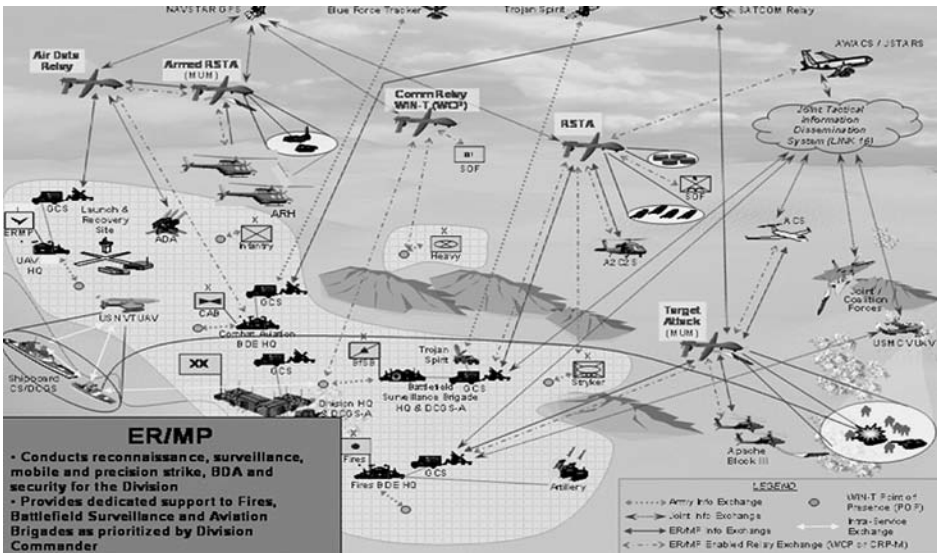 NAVSTAR GPS
Blue Force Tracker
Trojan Spirit
SATCOM Relay
AWACS / JSTARS
Air Data
Relay
Armed RSTA
(MUM)
Comm Relay
WIN-T (WCP)
RSTA
Joint Tactical
Information
Dissemination
System (LINK 16)
SOF
SOF
ARH
GCS
Launch &
Recovery
Site
ERMP
ADA
X
Infantry
X
Heavy
A2C2S
ACS
UAV
HQ
US NVTUAV
X
CAB
GCS
Combat Aviation
BDE HQ
Joint /
Coalition
Forces
USMC VUAV
Target
Attack
(MUM)
Shipboard
CS/DCGS
XX
GCS
X
BfSB
Trojan
Spirit
GCS
X
Stryker
Division HQ
& DCGS-A
Battlefield
Surveillance Brigade
HQ & DCGS-A
X
Fires
GCS
Fires BDE HQ
Artillery
Apache
Block III
ER/MP
• Conducts reconnaissance, surveillance,
mobile and precision strike, BDA and
security for the Division
• Provides dedicated support to Fires,
Battlefield Surveillance and Aviation
Brigades as prioritized by Division
Commander
LEGEND
Army Info Exchange
Joint Info Exchange
ER/MP Info Exchange
ER/MP Enabled Relay Exchange (WCP or CRP-M)
WIN-T Point of
Presence (POP)
Intra-Service
Exchange